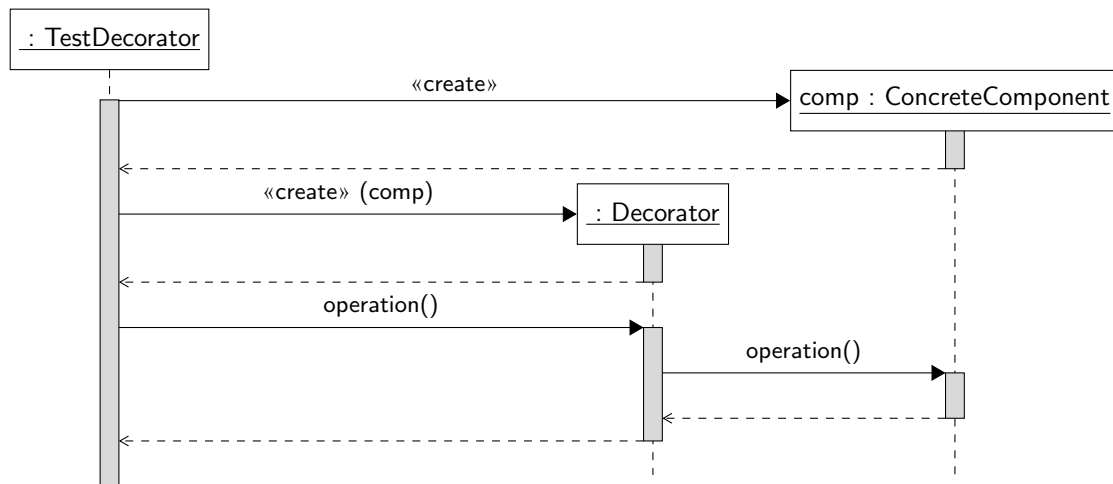 : TestDecorator
«create»
comp : ConcreteComponent
«create» (comp)
: Decorator
operation()
operation()